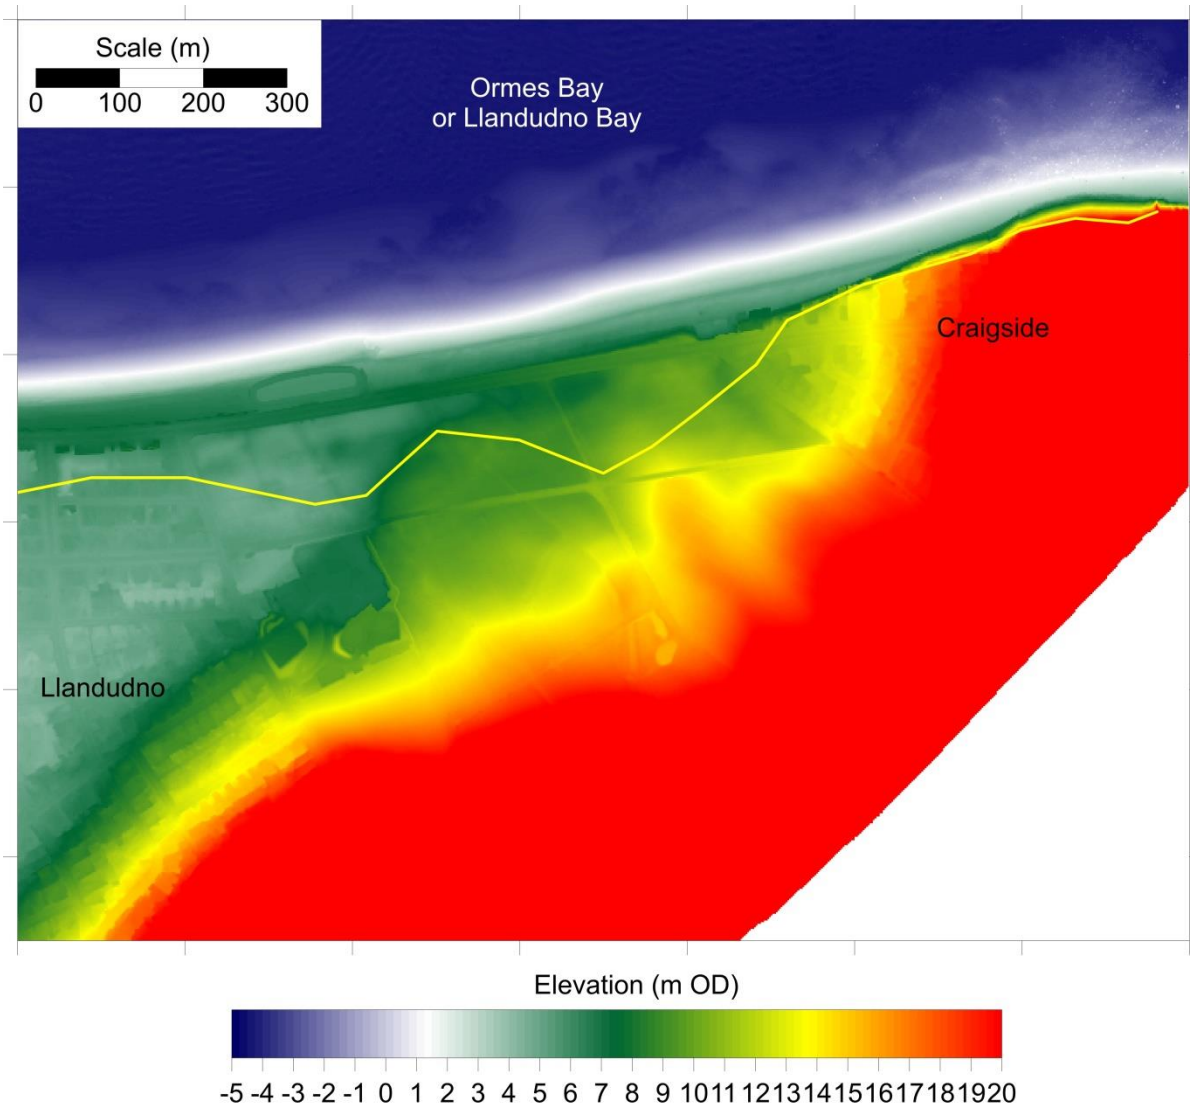 Scale (m)
0 100 200 300
Ormes Bay
or Llandudno Bay
Craigside
Llandudno
Elevation (m OD)
-5 -4 -3 -2 -1 0 1 2 3 4 5 6 7 8 9 10 11 12 13 14 15 16 17 18 19 20